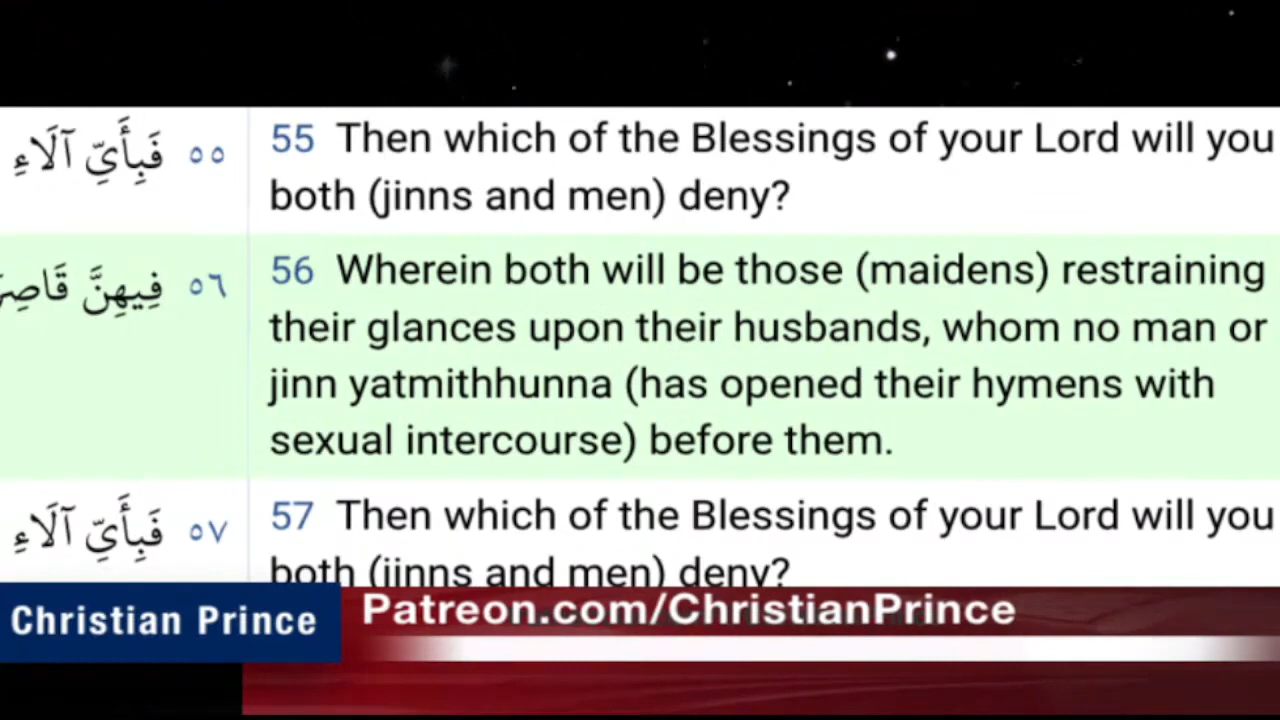 ٥٥ فَبِأَيِّ آلَاءِ
55 Then which of the Blessings of your Lord will you
both (jinns and men) deny?
٥٦ فِيهِنَّ
56 Wherein both will be those (maidens) restraining
their glances upon their husbands, whom no man or
jinn yatmithhunna (has opened their hymens with
sexual intercourse) before them.
٥٧ فَبِأَيِّ آلَاءِ
57 Then which of the Blessings of your Lord will you
both (jinns and men) deny?
Christian Prince
Patreon.com/ChristianPrince